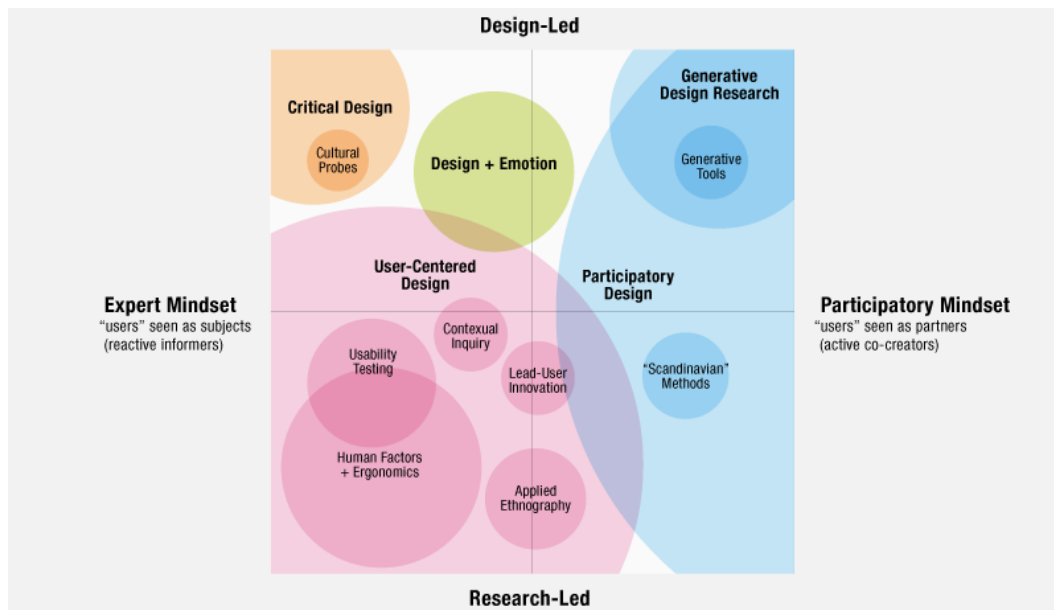 Design-Led
Critical Design
Cultural
Probes
Design + Emotion
Generative
Design Research
Generative
Tools
User-Centered
Design
Participatory
Design
Expert Mindset
“users” seen as subjects
(reactive informers)
Participatory Mindset
“users” seen as partners
(active co-creators)
Contexual
Inquiry
Usability
Testing
Lead-User
Innovation
“Scandinavian”
Methods
Human Factors
+ Ergonomics
Applied
Ethnography
Research-Led